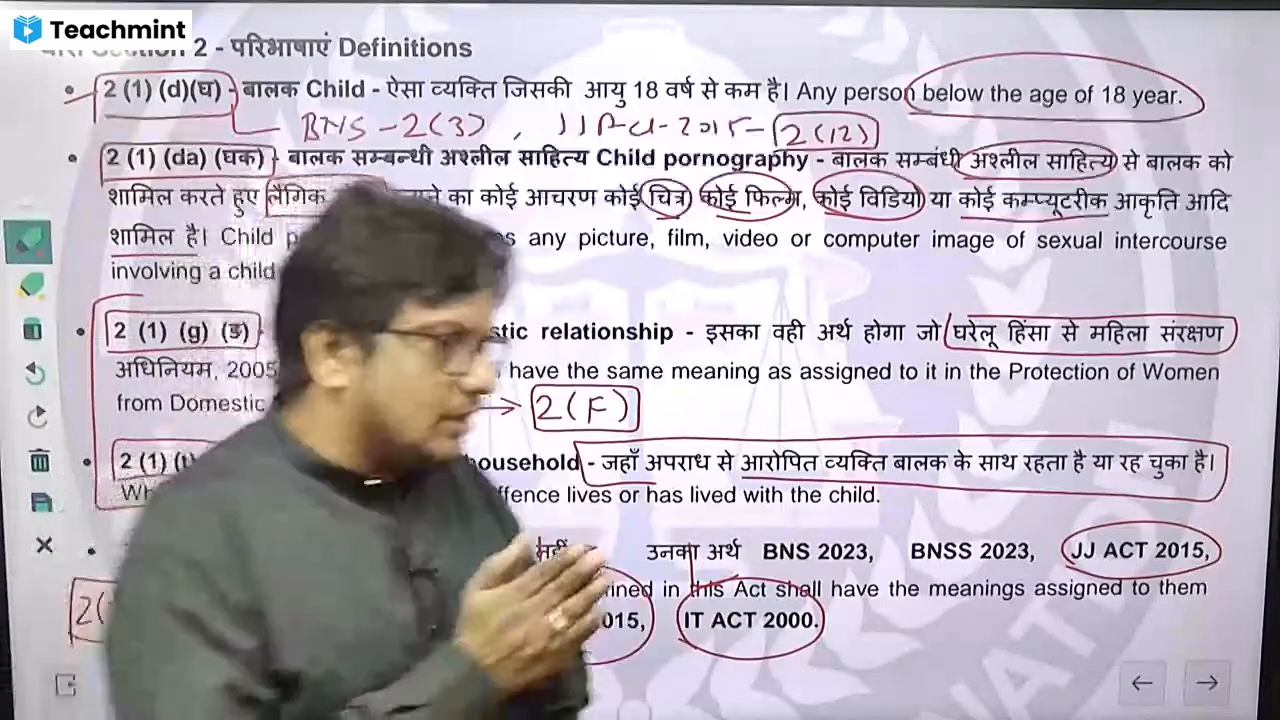 Teachmint
Section 2 - परिभाषाएं Definitions
2 (1) (d)(घ) - बालक Child - ऐसा व्यक्ति जिसकी आयु 18 वर्ष से कम है। Any person below the age of 18 year.
BNS - 2(3) , JJ Act - 2015 - 2(12)
2 (1) (da) (घक) - बालक सम्बन्धी अश्लील साहित्य Child pornography - बालक सम्बंधी अश्लील साहित्य से बालक को
शामिल करते हुए लैंगिक का कोई आचरण कोई चित्र कोई फिल्म, कोई विडियो या कोई कम्प्यूटरीक आकृति आदि
शामिल है। Child any picture, film, video or computer image of sexual intercourse
involving a child
2 (1) (g) (ङ) relationship - इसका वही अर्थ होगा जो घरेलू हिंसा से महिला संरक्षण
अधिनियम, 2005 have the same meaning as assigned to it in the Protection of Women
from Domestic → 2(F)
2 (1) household - जहाँ अपराध से आरोपित व्यक्ति बालक के साथ रहता है या रह चुका है।
lives or has lived with the child.
उनका अर्थ BNS 2023, BNSS 2023, JJ ACT 2015,
in this Act shall have the meanings assigned to them
2( IT ACT 2000.